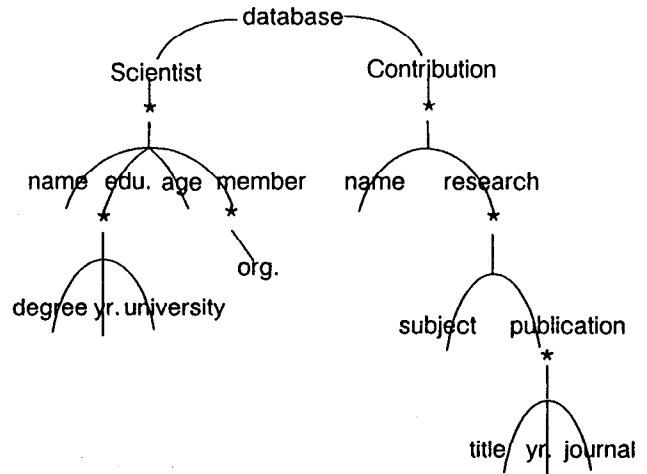 database
Scientist Contribution
* *
name edu. age member name research
* * *
org.
degree yr. university
subject publication
*
title yr. journal